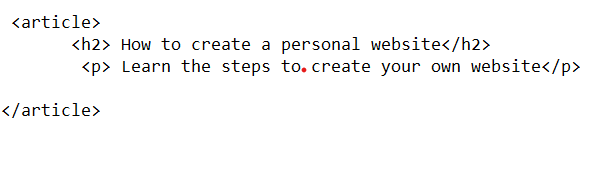 <article>
<h2> How to create a personal website</h2>
<p> Learn the steps to create your own website</p>
</article>